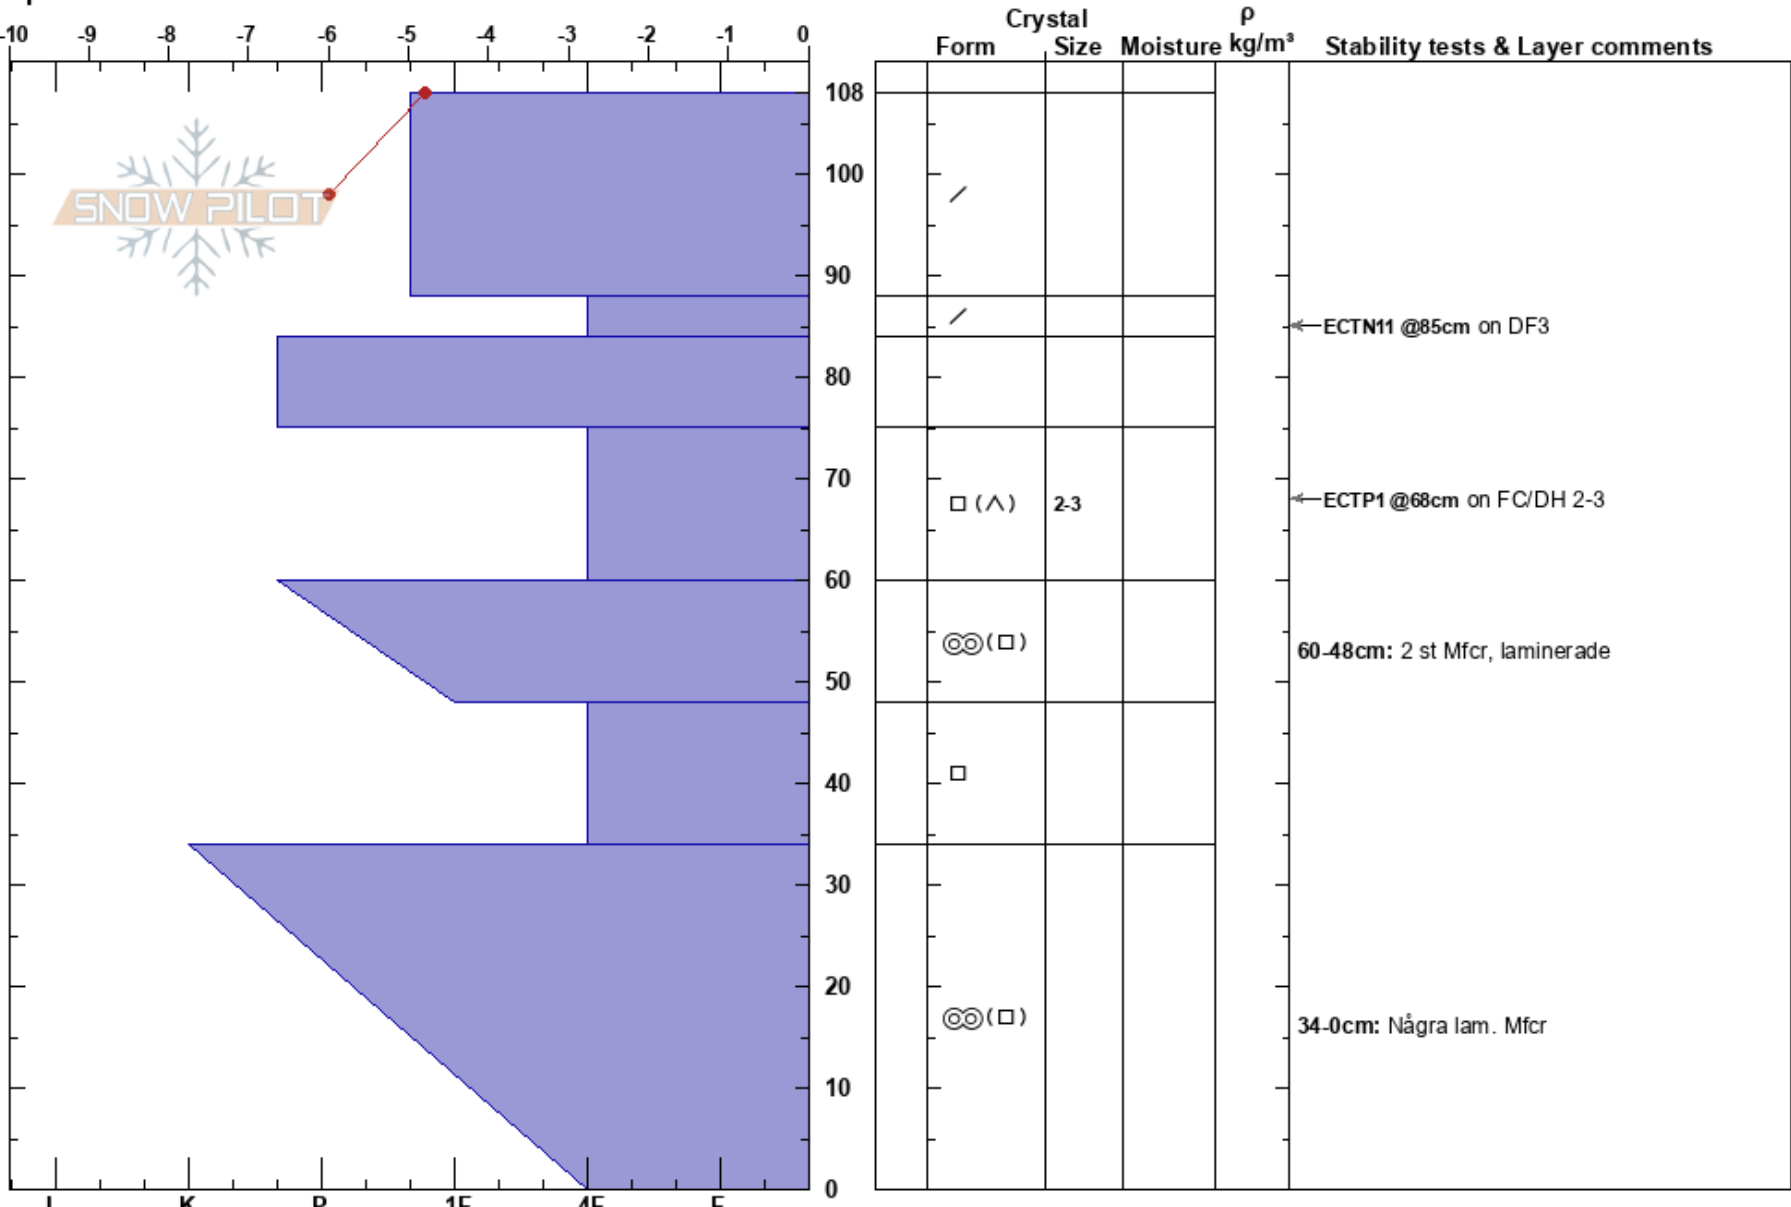 Crystal ρ
-10 -9 -8 -7 -6 -5 -4 -3 -2 -1 0 Form Size Moisture kg/m³ Stability tests & Layer comments
108
100
SNOW PILOT
90
ECTN11 @85cm on DF3
80
70
2-3 ECTP1 @68cm on FC/DH 2-3
60
60-48cm: 2 st Mfcr, laminerade
50
40
30
20
34-0cm: Några lam. Mfcr
10
0
I K P 1F 4F F